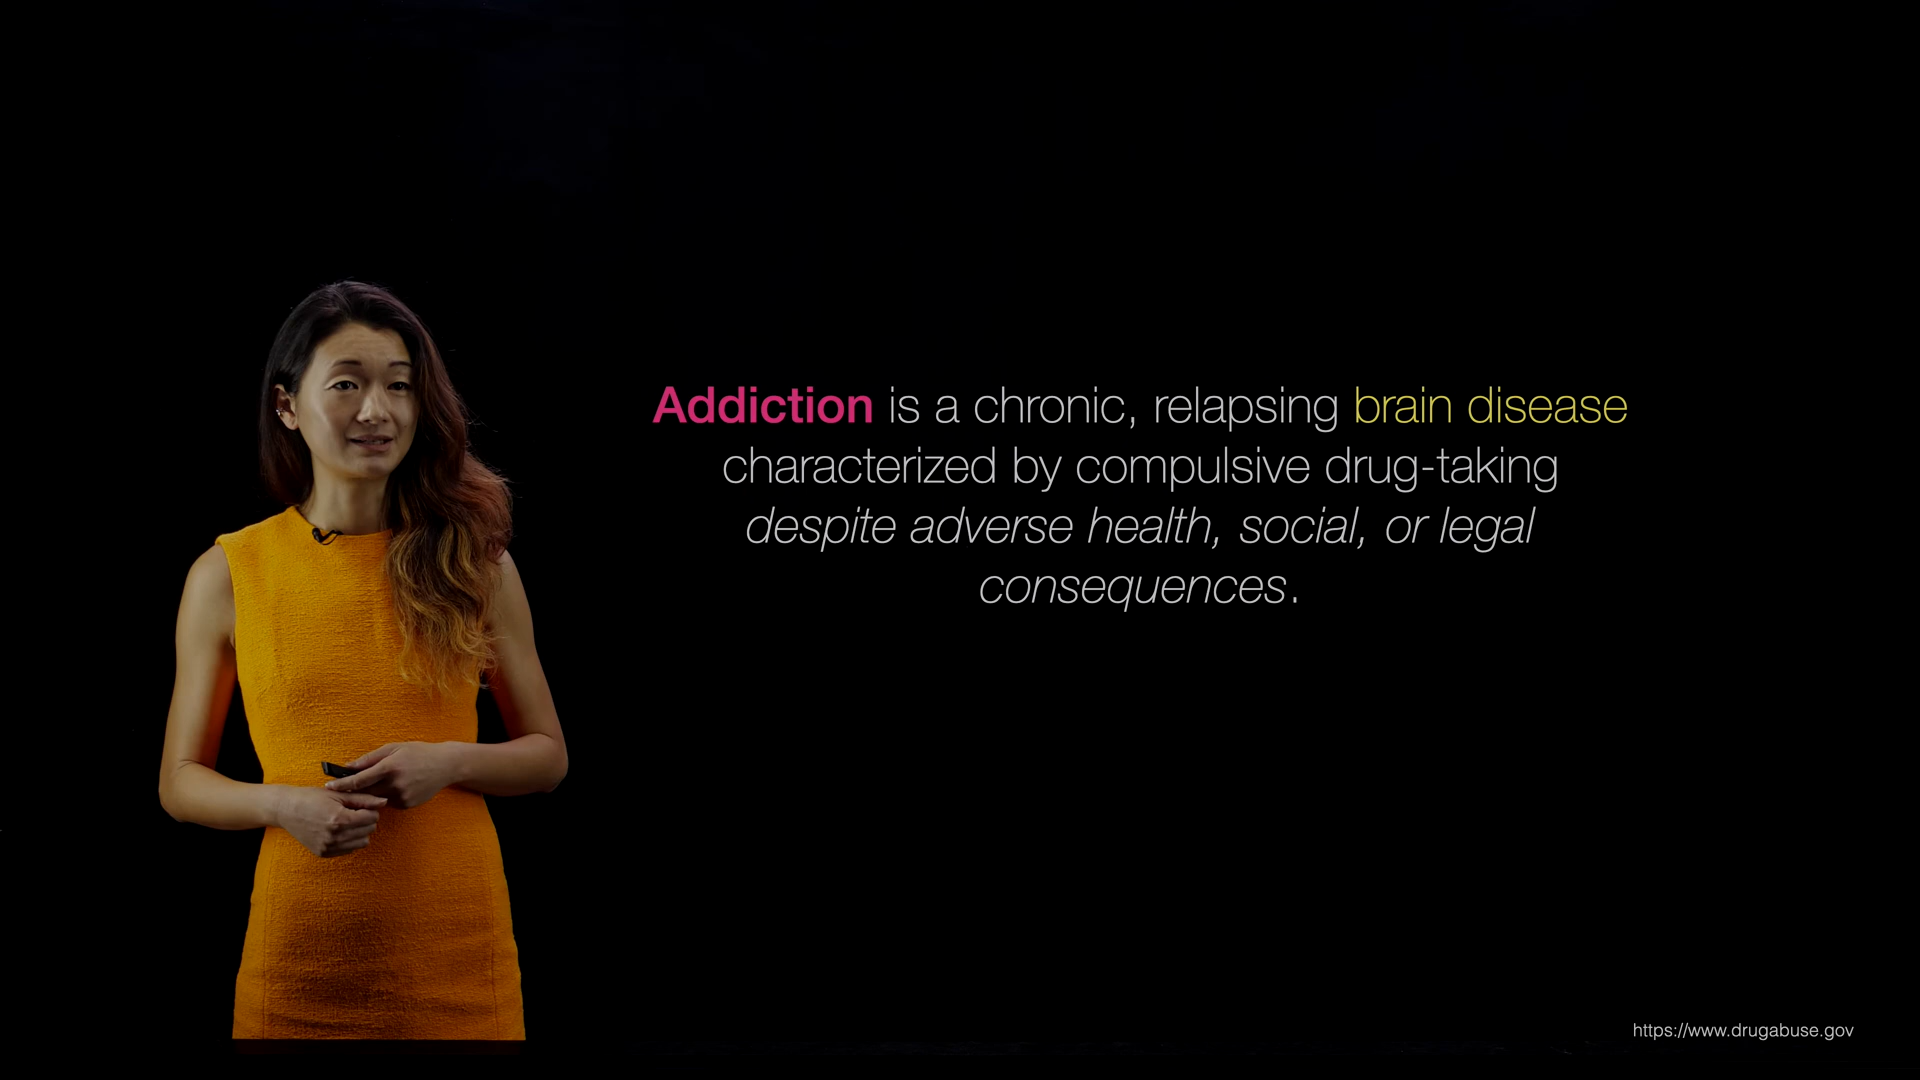 Addiction is a chronic, relapsing brain disease
characterized by compulsive drug-taking
despite adverse health, social, or legal
consequences.
https://www.drugabuse.gov